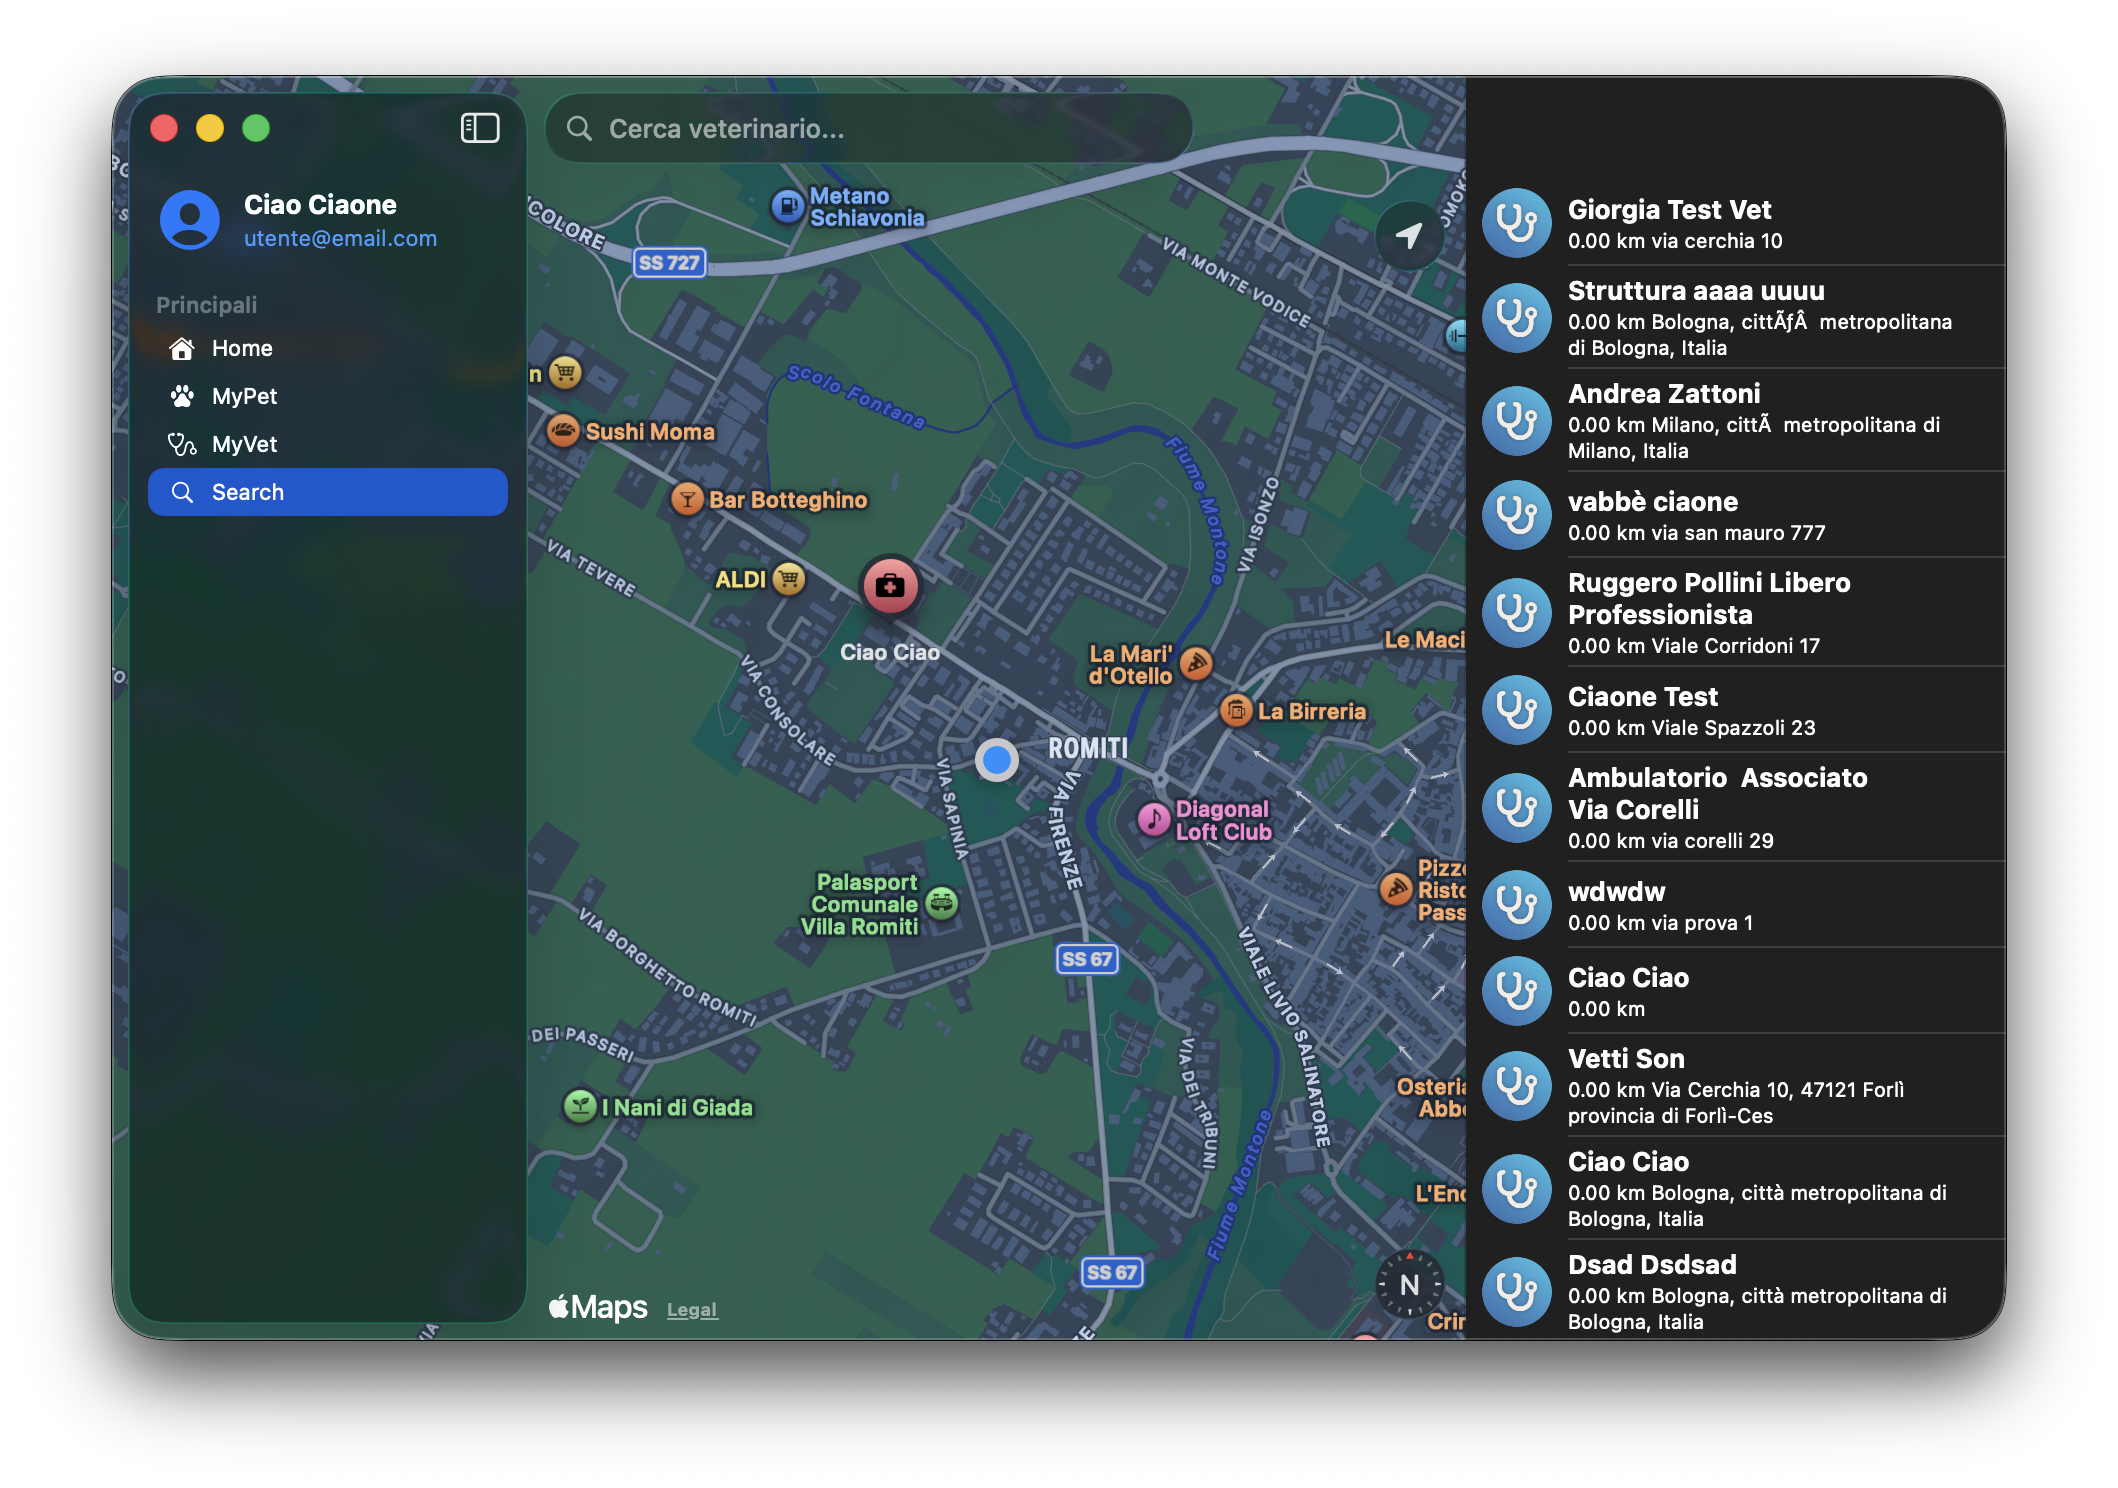 Ciao Ciaone
utente@email.com
Principali
Home
MyPet
MyVet
Search
Cerca veterinario...
Metano
Schiavonia
SS 727
VIA MONTE VODICE
Scolo Fontana
n
Sushi Moma
Bar Botteghino
Fiume Montone
VIA ISONZO
VIA TEVERE
ALDI
Ciao Ciao
La Mari'
d'Otello
Le Maci
VIA CONSOLARE
La Birreria
ROMITI
VIA SAPINIA
VIA FIRENZE
Diagonal
Loft Club
Palasport
Comunale
Villa Romiti
Pizz
Risto
Pass
VIA BORGHETTO ROMITI
SS 67
VIALE LIVIO SALINATORE
DEI PASSERI
VIA DEI TRIBUNI
I Nani di Giada
Osteria
Abb
Fiume Montone
L'Eno
SS 67
N
Maps
Legal
Crin
VIA
Giorgia Test Vet
0.00 km via cerchia 10
Struttura aaaa uuuu
0.00 km Bologna, cittÃƒÂ  metropolitana
di Bologna, Italia
Andrea Zattoni
0.00 km Milano, cittÃ  metropolitana di
Milano, Italia
vabbè ciaone
0.00 km via san mauro 777
Ruggero Pollini Libero
Professionista
0.00 km Viale Corridoni 17
Ciaone Test
0.00 km Viale Spazzoli 23
Ambulatorio  Associato
Via Corelli
0.00 km via corelli 29
wdwdw
0.00 km via prova 1
Ciao Ciao
0.00 km
Vetti Son
0.00 km Via Cerchia 10, 47121 Forlì
provincia di Forlì-Ces
Ciao Ciao
0.00 km Bologna, città metropolitana di
Bologna, Italia
Dsad Dsdsad
0.00 km Bologna, città metropolitana di
Bologna, Italia